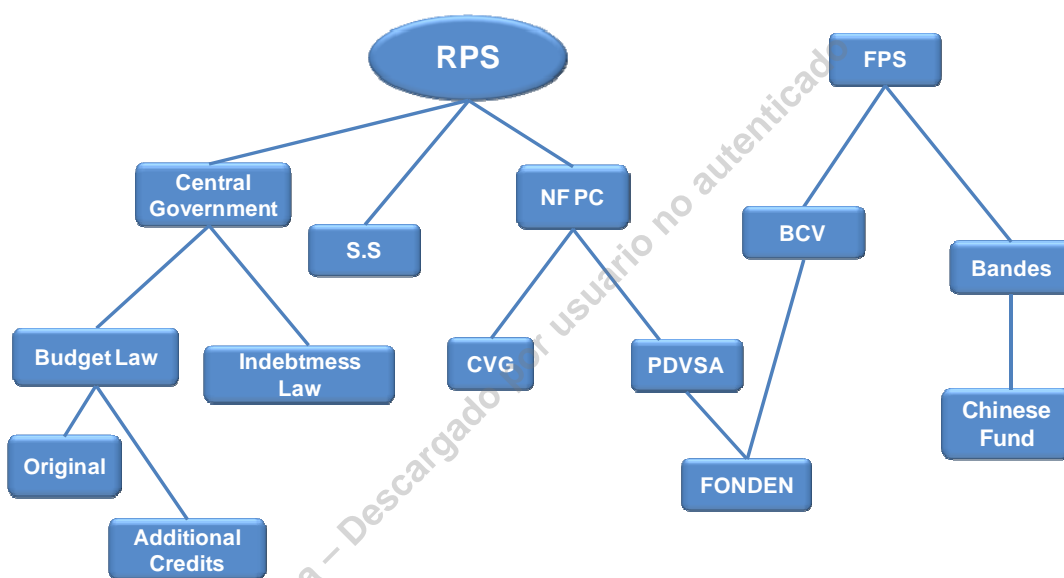 RPS
FPS
Central
Government
NF PC
S.S
BCV
Bandes
Budget Law
Indebtmess
Law
CVG
PDVSA
Chinese
Fund
Original
FONDEN
Additional
Credits
– Descargado por usuario no autenticado